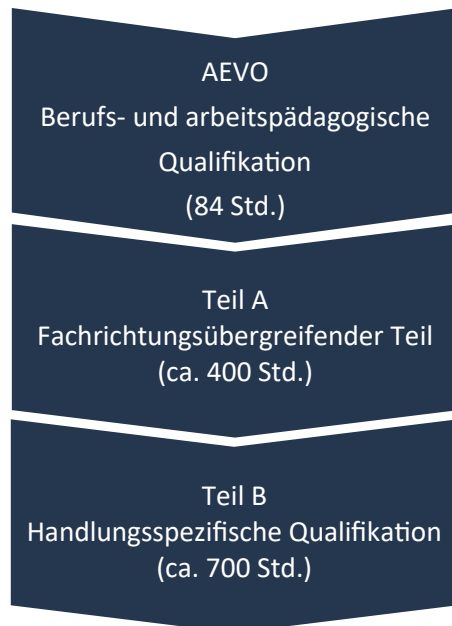 AEVO
Berufs- und arbeitspädagogische
Qualifikation
(84 Std.)
Teil A
Fachrichtungsübergreifender Teil
(ca. 400 Std.)
Teil B
Handlungsspezifische Qualifikation
(ca. 700 Std.)